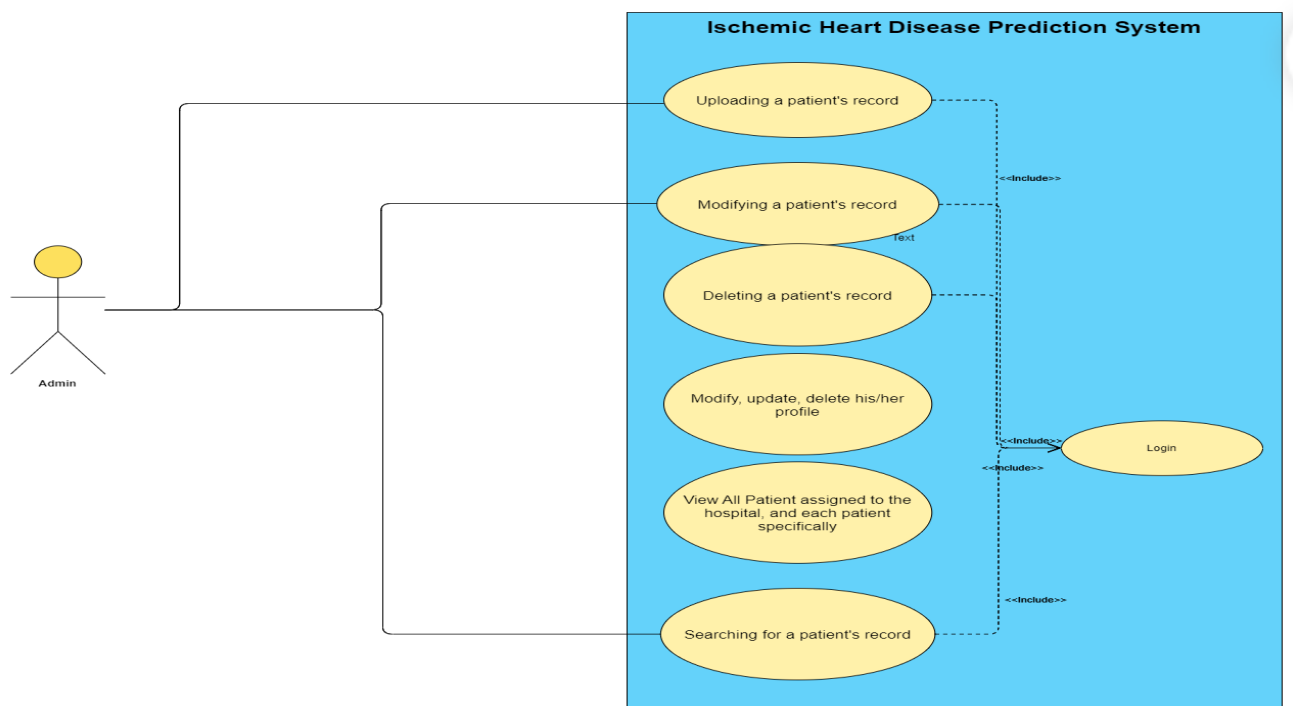 Ischemic Heart Disease Prediction System
Uploading a patient's record
<<Include>>
Modifying a patient's record
Text
Deleting a patient's record
Admin
Modify, update, delete his/her
profile
<<Include>>
Login
<<Include>>
View All Patient assigned to the
hospital, and each patient
specifically
<<Include>>
Searching for a patient's record